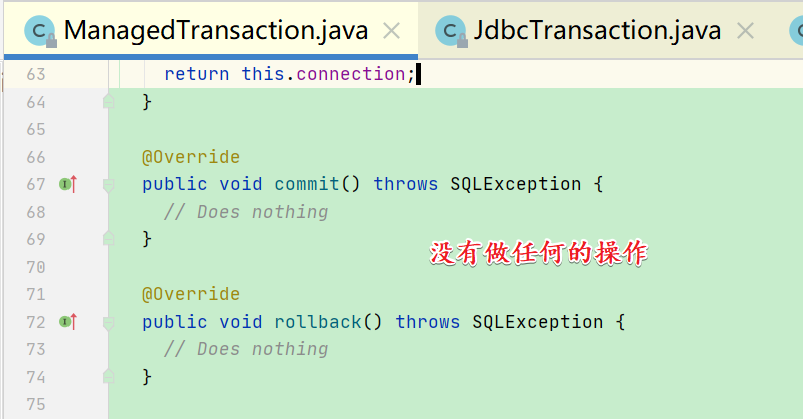 ManagedTransaction.java JdbcTransaction.java
63 return this.connection;
64 }
65
66 @Override
67 public void commit() throws SQLException {
68 // Does nothing
69 }
没有做任何的操作
70
71 @Override
72 public void rollback() throws SQLException {
73 // Does nothing
74 }
75